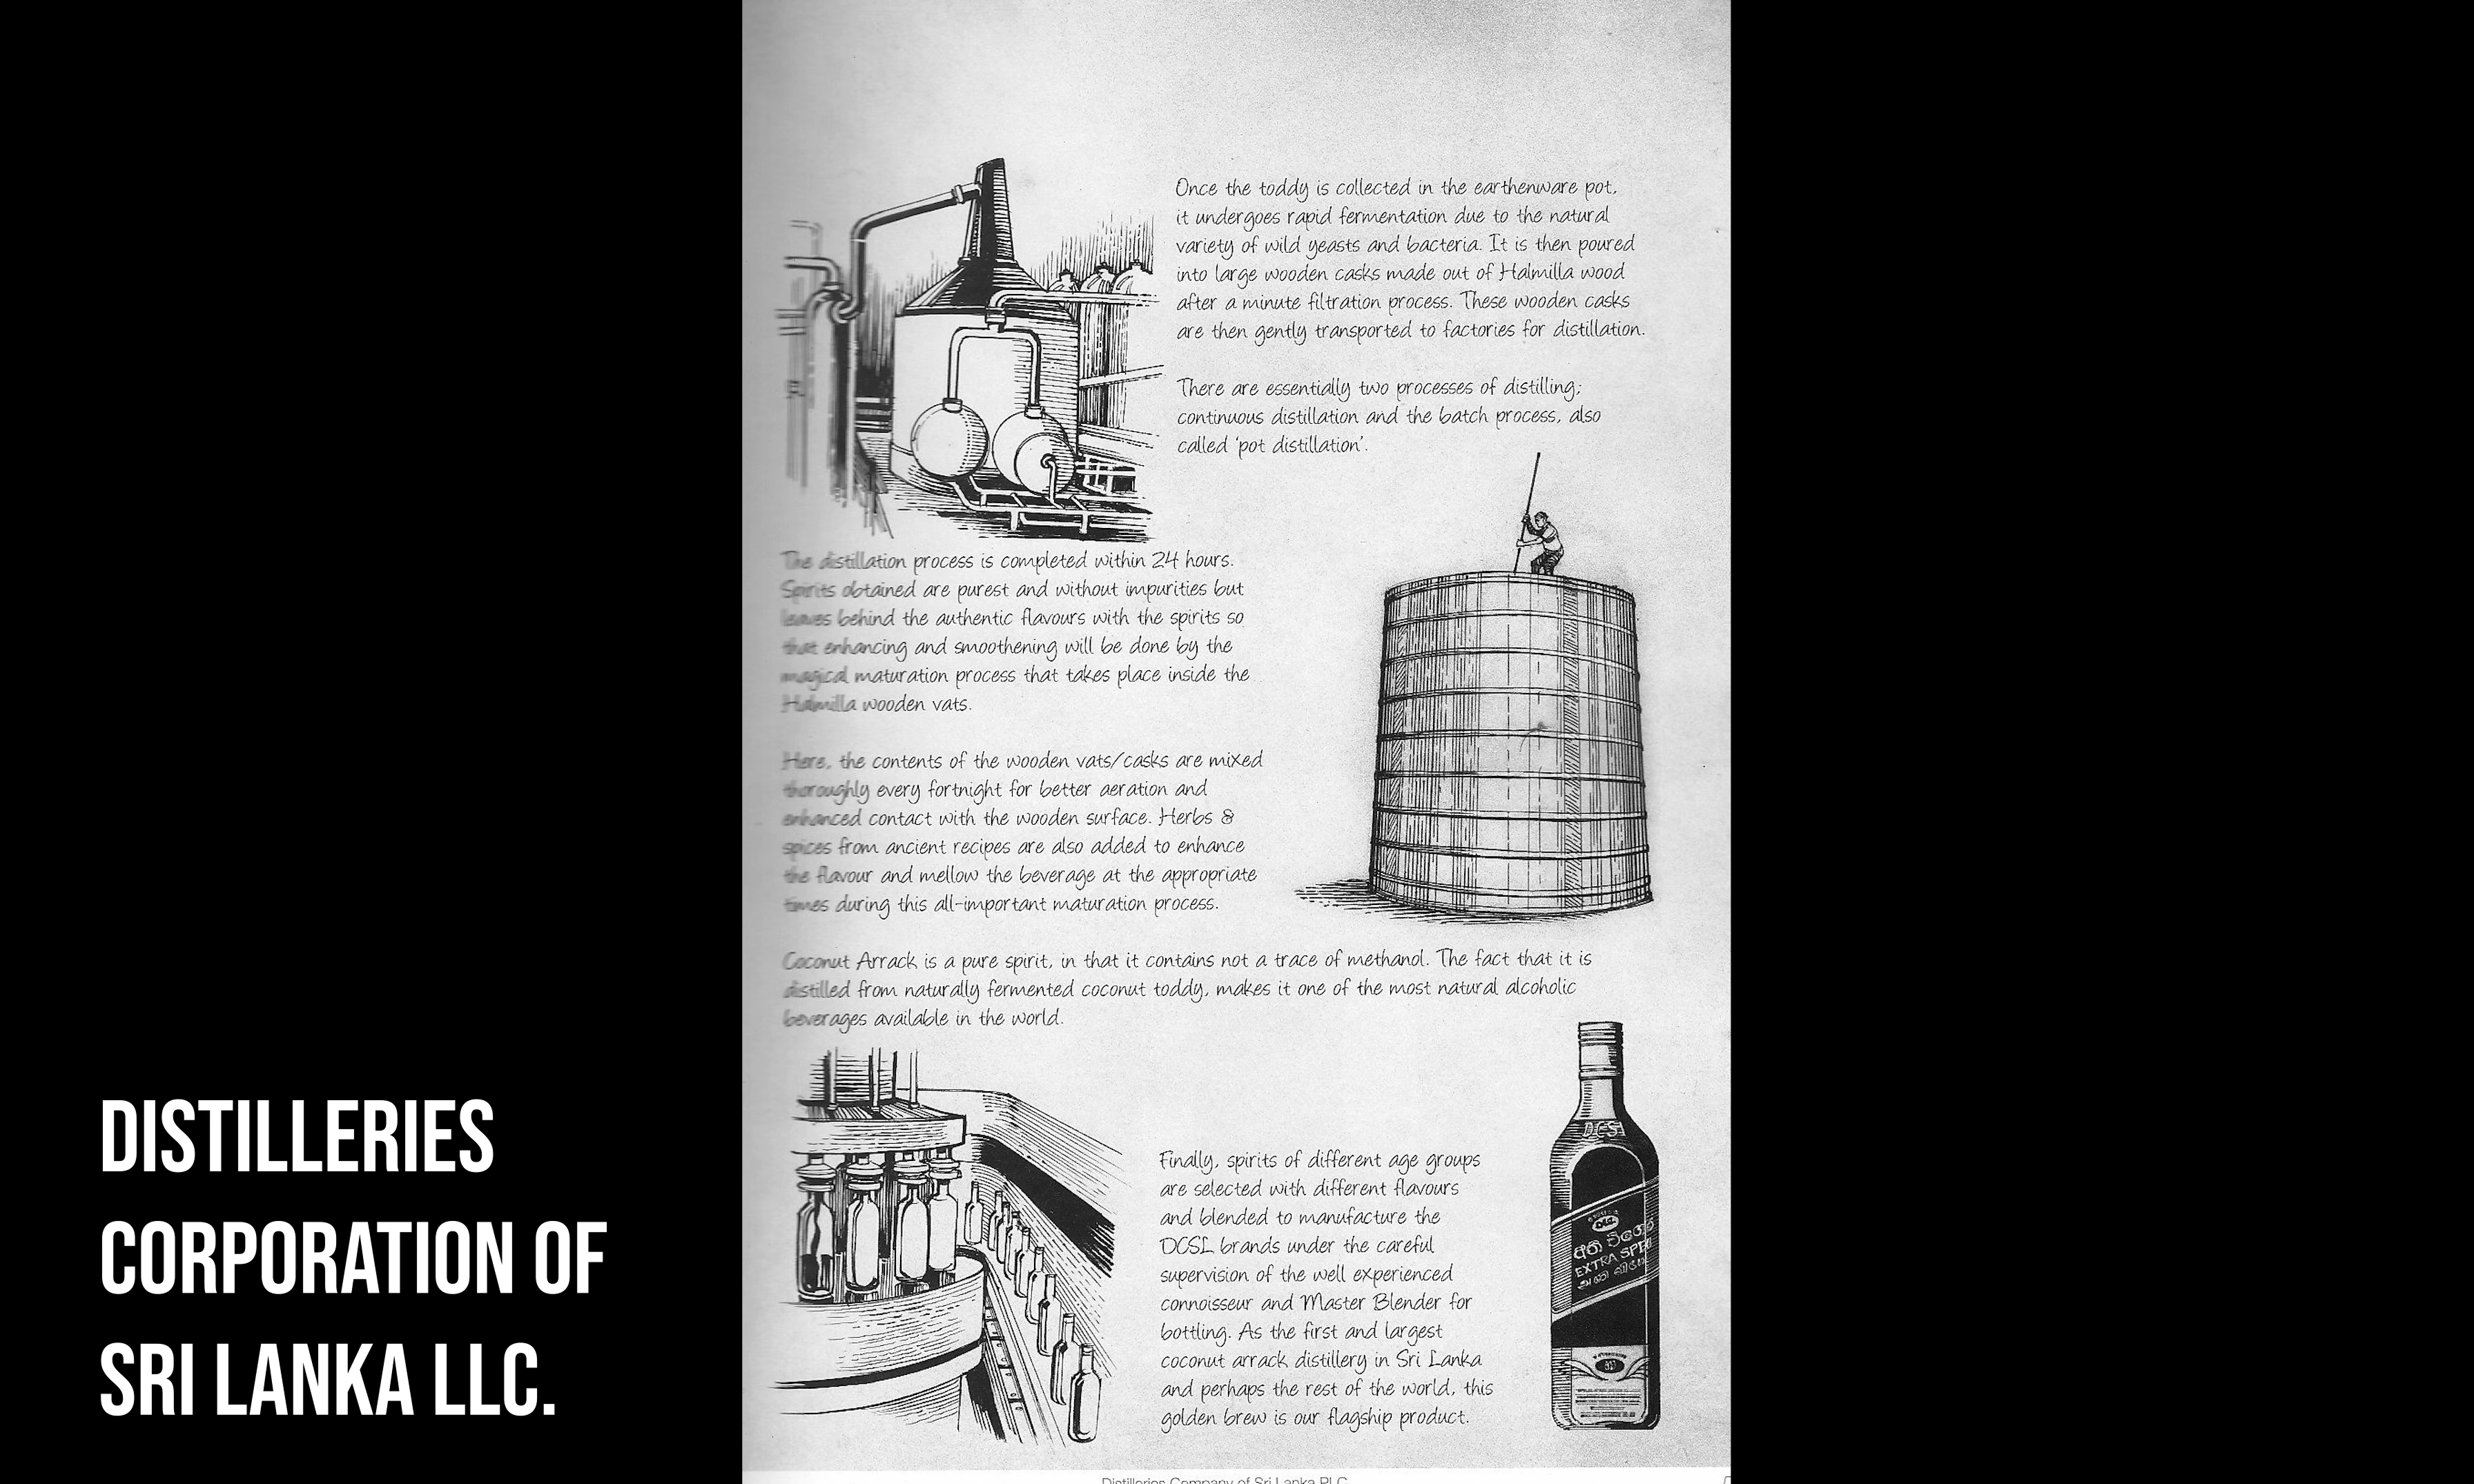 Once the toddy is collected in the earthenware pot,
it undergoes rapid fermentation due to the natural
variety of wild yeasts and bacteria. It is then poured
into large wooden casks made out of Halmilla wood
after a minute filtration process. These wooden casks
are then gently transported to factories for distillation.
There are essentially two processes of distilling;
continuous distillation and the batch process, also
called 'pot distillation'.
The distillation process is completed within 24 hours.
Spirits obtained are purest and without impurities but
leaves behind the authentic flavours with the spirits so
that enhancing and smoothening will be done by the
magical maturation process that takes place inside the
Halmilla wooden vats.
Here, the contents of the wooden vats/casks are mixed
thoroughly every fortnight for better aeration and
enhanced contact with the wooden surface. Herbs &
spices from ancient recipes are also added to enhance
the flavour and mellow the beverage at the appropriate
times during this all-important maturation process.
Coconut Arrack is a pure spirit, in that it contains not a trace of methanol. The fact that it is
distilled from naturally fermented coconut toddy, makes it one of the most natural alcoholic
beverages available in the world.
Finally, spirits of different age groups
are selected with different flavours
and blended to manufacture the
DCSL brands under the careful
supervision of the well experienced
connoisseur and Master Blender for
bottling. As the first and largest
coconut arrack distillery in Sri Lanka
and perhaps the rest of the world, this
golden brew is our flagship product.
DCSL
EXTRA SPE
Distilleries Company of Sri Lanka PLC
DISTILLERIES
CORPORATION OF
SRI LANKA LLC.